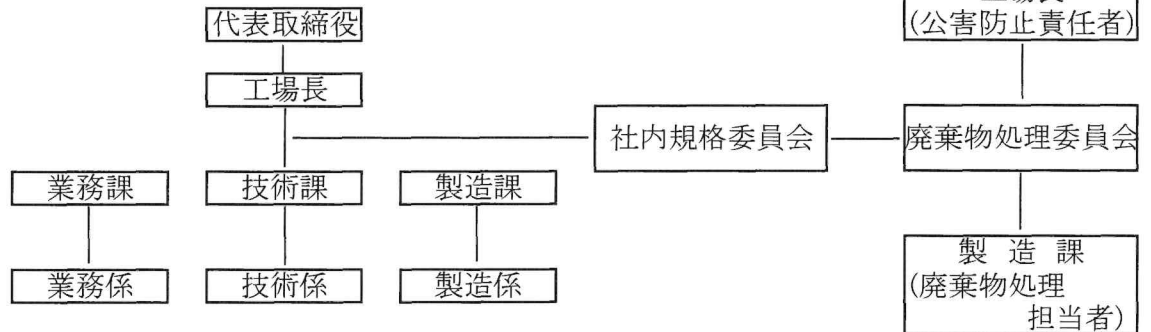 代表取締役
工場長
(公害防止責任者)
工場長
社内規格委員会
廃棄物処理委員会
業務課
技術課
製造課
業務係
技術係
製造係
製造課
(廃棄物処理
担当者)